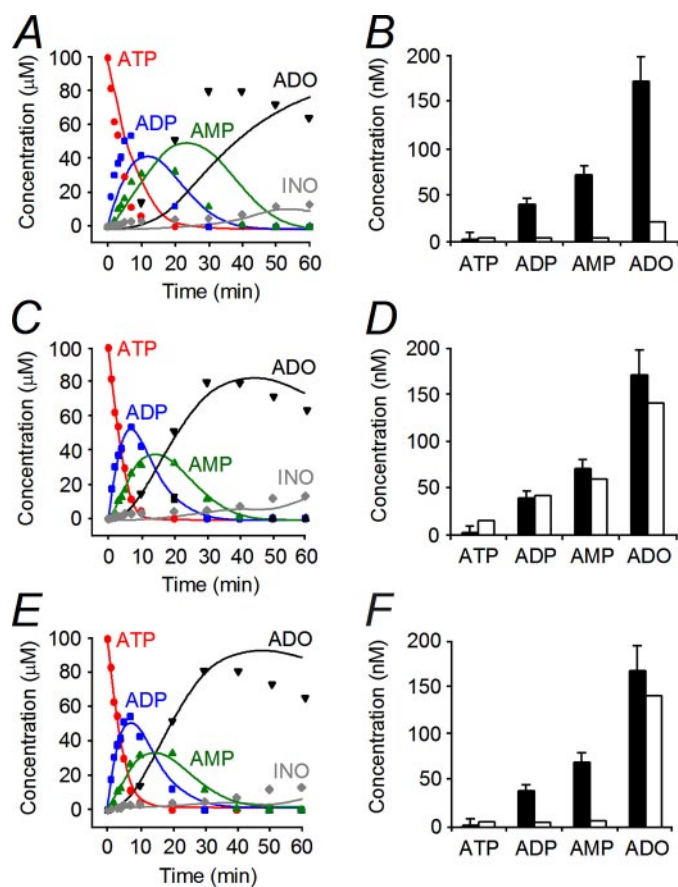 A
Concentration (µM)
100
80
60
40
20
0
ATP
ADP
AMP
ADO
INO
0 10 20 30 40 50 60
Time (min)
B
Concentration (nM)
200
150
100
50
0
ATP ADP AMP ADO
C
Concentration (µM)
100
80
60
40
20
0
ATP
ADP
AMP
ADO
INO
0 10 20 30 40 50 60
Time (min)
D
Concentration (nM)
200
150
100
50
0
ATP ADP AMP ADO
E
Concentration (µM)
100
80
60
40
20
0
ATP
ADP
AMP
ADO
INO
0 10 20 30 40 50 60
Time (min)
F
Concentration (nM)
200
150
100
50
0
ATP ADP AMP ADO